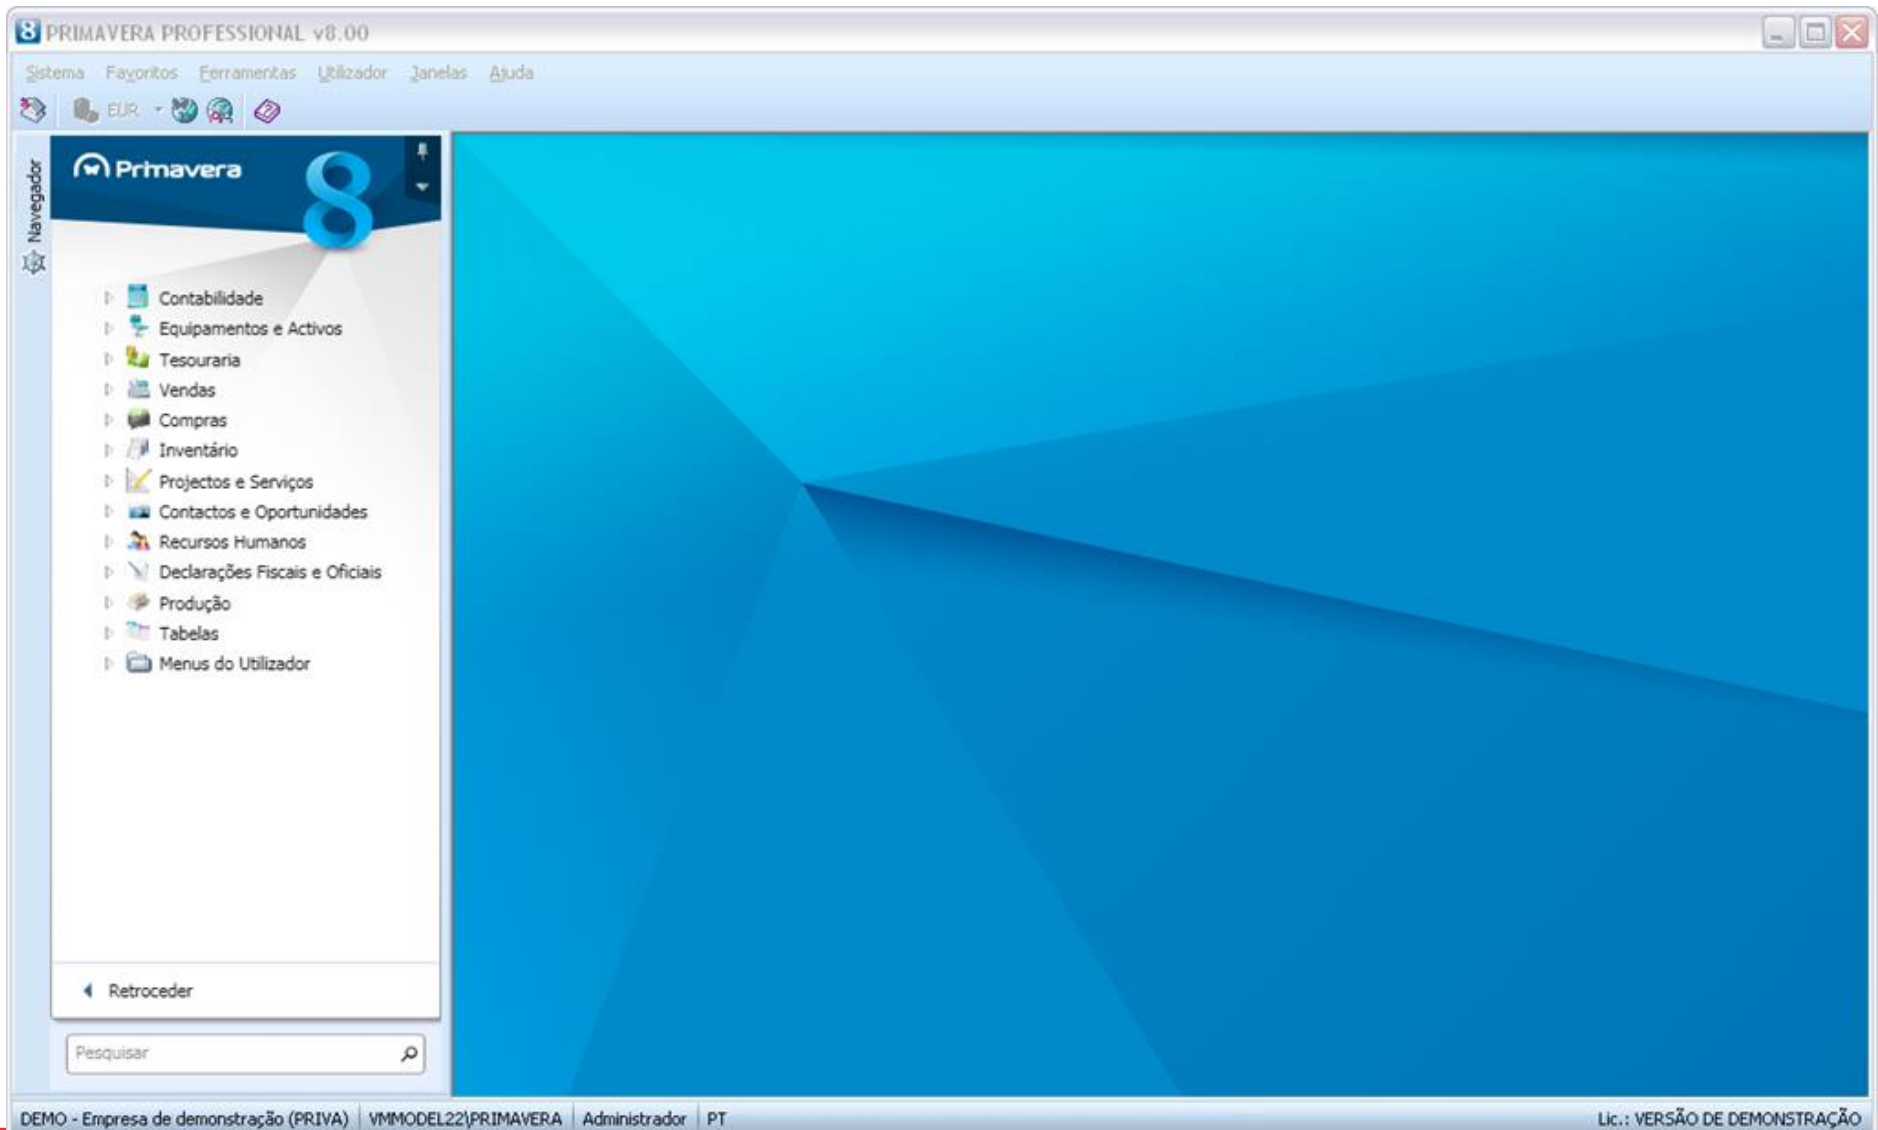 8 PRIMAVERA PROFESSIONAL v8.00
Sistema Favoritos Ferramentas Utilizador Janelas Ajuda
EUR
Navegador
Primavera 8
Contabilidade
Equipamentos e Activos
Tesouraria
Vendas
Compras
Inventário
Projectos e Serviços
Contactos e Oportunidades
Recursos Humanos
Declarações Fiscais e Oficiais
Produção
Tabelas
Menus do Utilizador
Retroceder
Pesquisar
DEMO - Empresa de demonstração (PRIVA) VMMODEL22\PRIMAVERA Administrador PT Lic.: VERSÃO DE DEMONSTRAÇÃO